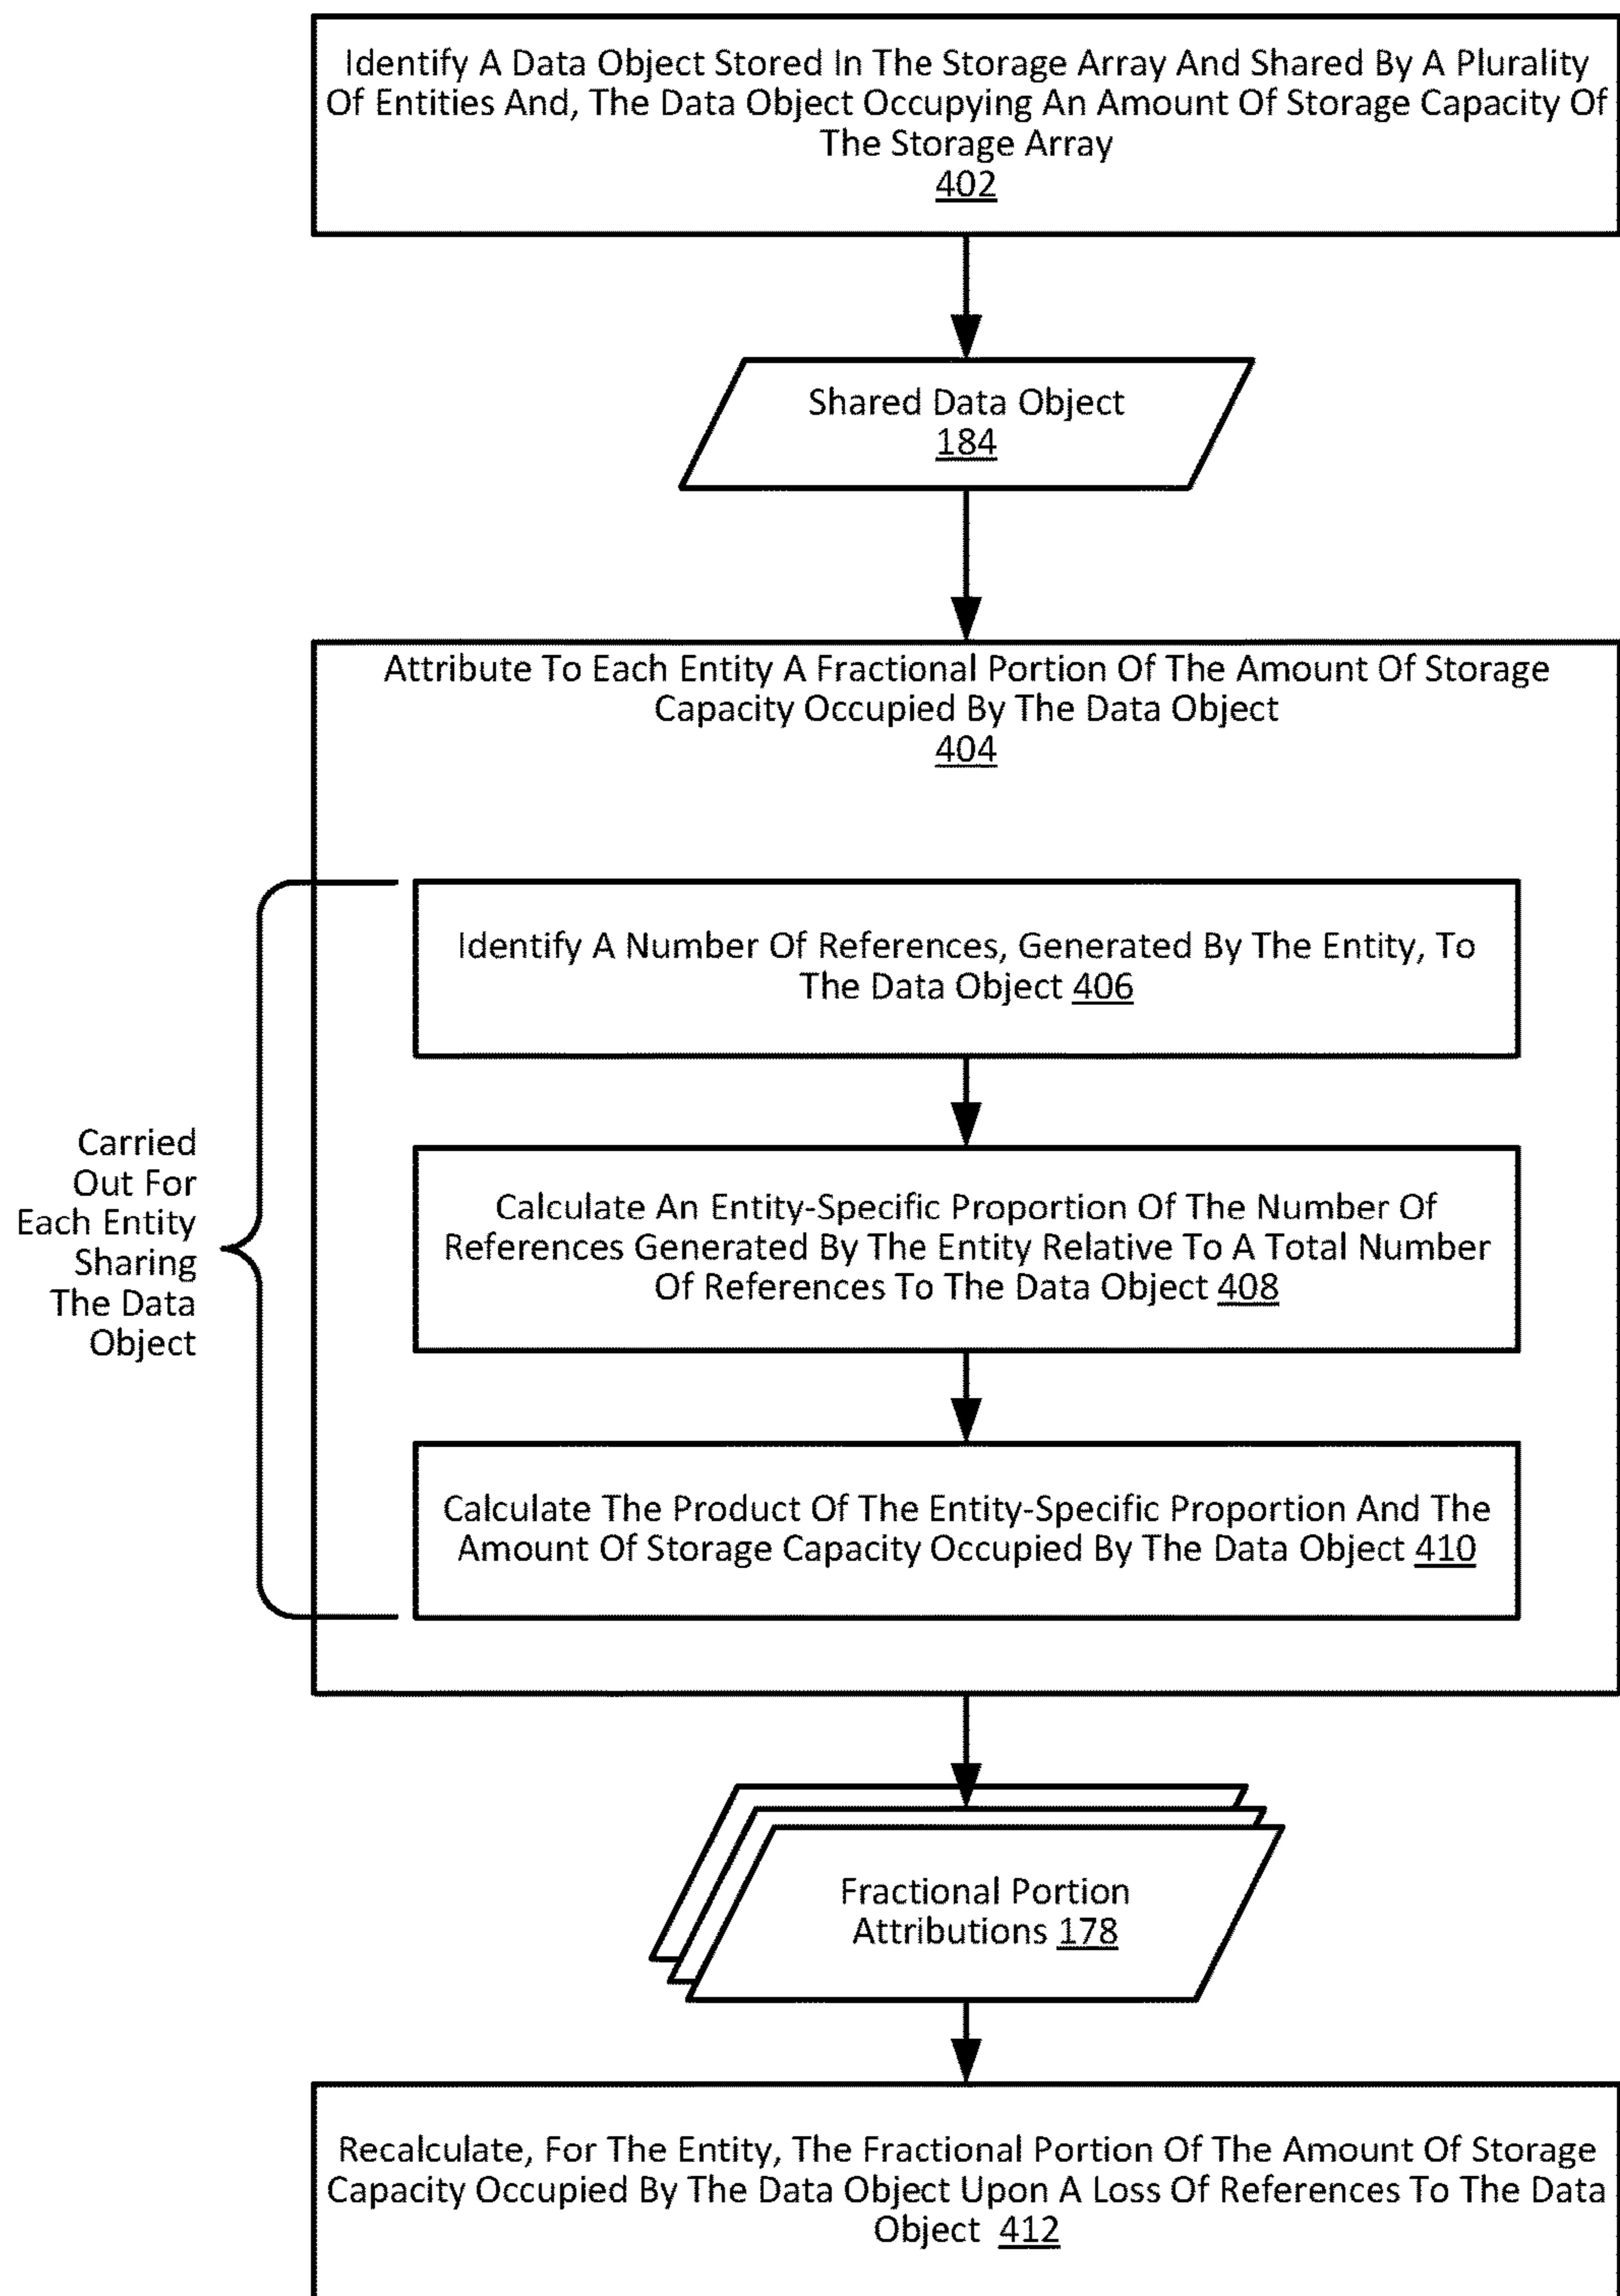 Identify A Data Object Stored In The Storage Array And Shared By A Plurality
Of Entities And, The Data Object Occupying An Amount Of Storage Capacity Of
The Storage Array
402
Shared Data Object
184
Attribute To Each Entity A Fractional Portion Of The Amount Of Storage
Capacity Occupied By The Data Object
404
Identify A Number Of References, Generated By The Entity, To
The Data Object 406
Carried
Out For
Each Entity
Sharing
The Data
Object
Calculate An Entity-Specific Proportion Of The Number Of
References Generated By The Entity Relative To A Total Number
Of References To The Data Object 408
Calculate The Product Of The Entity-Specific Proportion And The
Amount Of Storage Capacity Occupied By The Data Object 410
Fractional Portion
Attributions 178
Recalculate, For The Entity, The Fractional Portion Of The Amount Of Storage
Capacity Occupied By The Data Object Upon A Loss Of References To The Data
Object 412